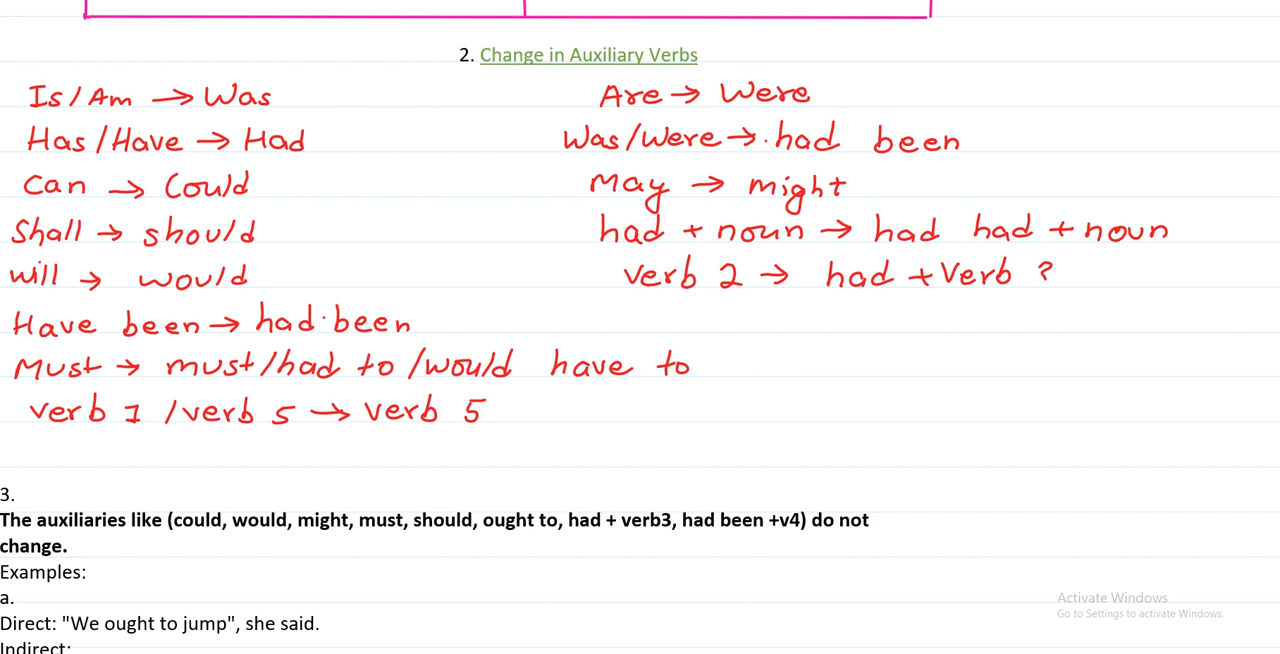 2. Change in Auxiliary Verbs
Is/Am → Was
Are → Were
Has/Have → Had
Was/Were → had been
Can → Could
May → might
Shall → should
had + noun → had had + noun
will → would
Verb 2 → had + Verb ?
Have been → had been
Must → must/had to /would have to
verb 1 /verb 5 → verb 5
3.
The auxiliaries like (could, would, might, must, should, ought to, had + verb3, had been +v4) do not
change.
Examples:
a.
Direct: "We ought to jump", she said.
Indirect:
Activate Windows
Go to Settings to activate Windows.